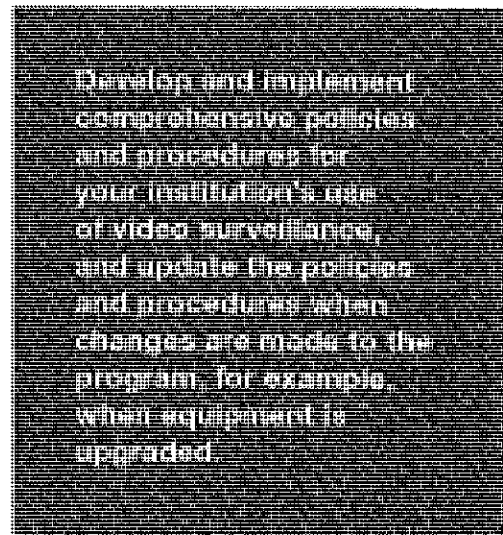 Develop and implement
comprehensive policies
and procedures for
your institution's use
of video surveillance,
and update the policies
and procedures when
changes are made to the
program, for example,
when equipment is
upgraded.